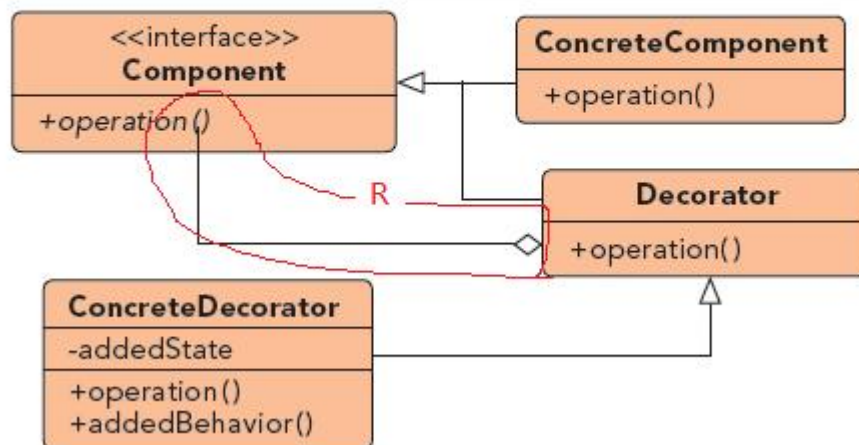 <<interface>>
Component
+operation()
ConcreteComponent
+operation()
R
Decorator
+operation()
ConcreteDecorator
-addedState
+operation()
+addedBehavior()